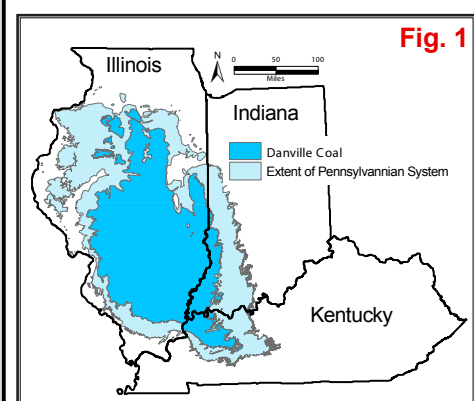 Fig. 1
Illinois
N
0 50 100
Miles
Indiana
Danville Coal
Extent of Pennsylvannian System
Kentucky